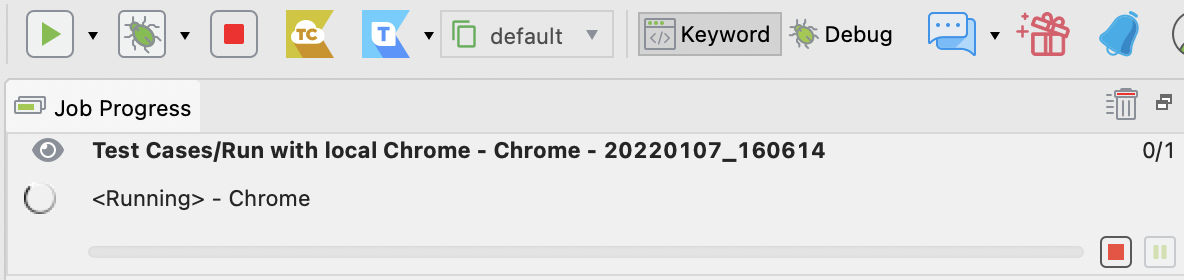 TC T default Keyword Debug
Job Progress
Test Cases/Run with local Chrome - Chrome - 20220107_160614 0/1
<Running> - Chrome